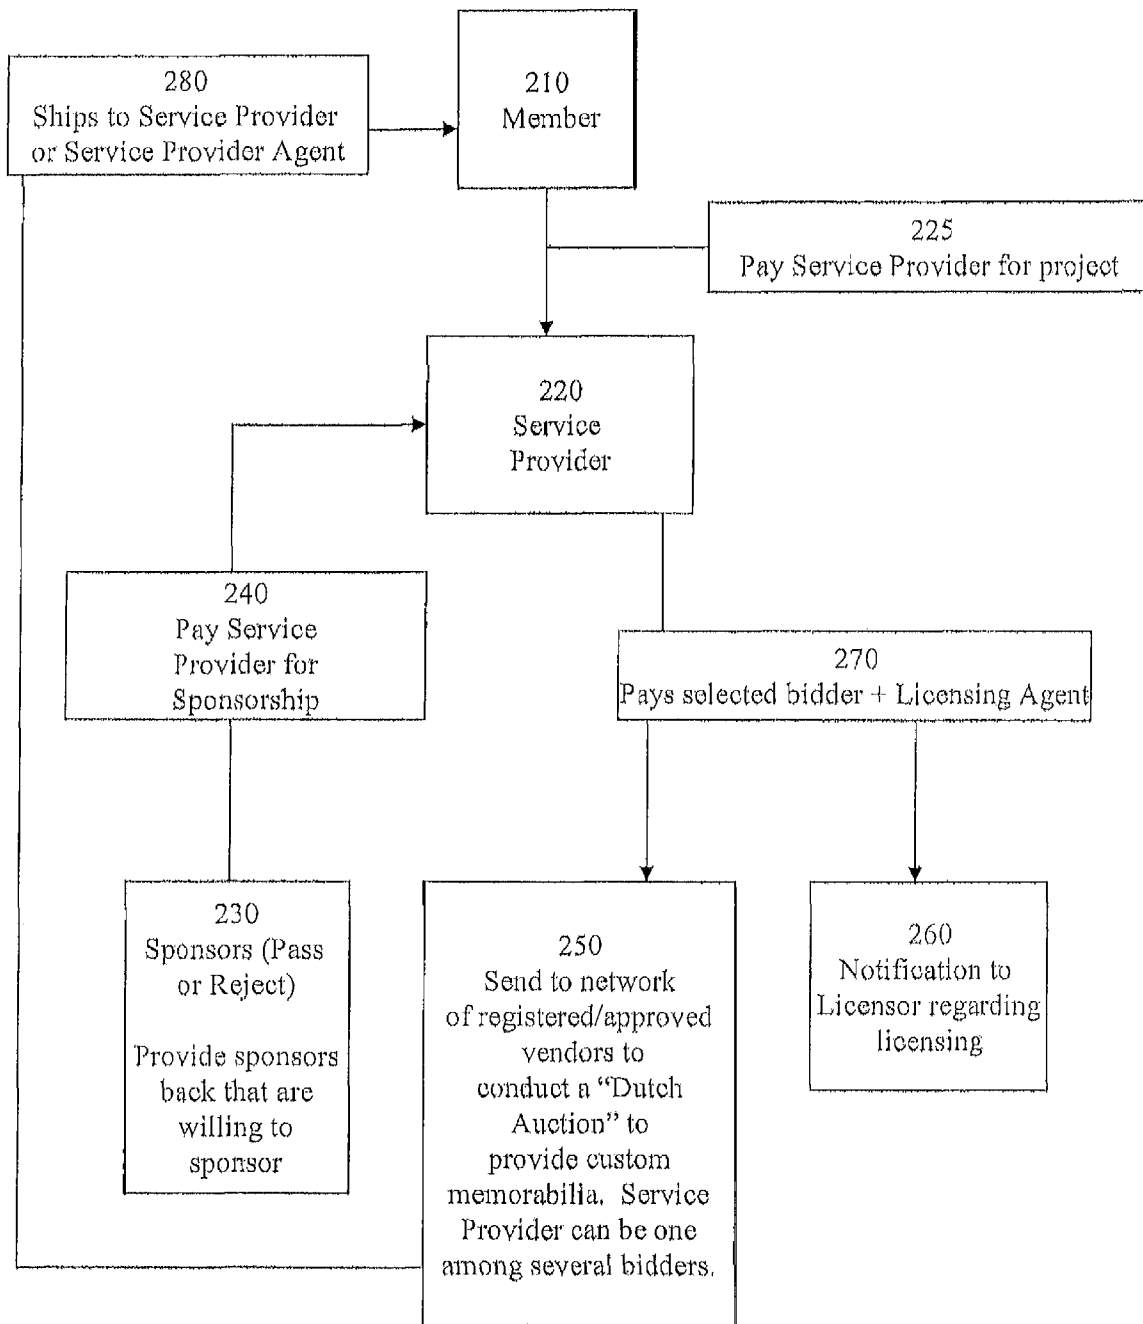 280
Ships to Service Provider
or Service Provider Agent
210
Member
225
Pay Service Provider for project
220
Service
Provider
240
Pay Service
Provider for
Sponsorship
270
Pays selected bidder + Licensing Agent
230
Sponsors (Pass
or Reject)
Provide sponsors
back that are
willing to
sponsor
250
Send to network
of registered/approved
vendors to
conduct a “Dutch
Auction” to
provide custom
memorabilia. Service
Provider can be one
among several bidders.
260
Notification to
Licensor regarding
licensing